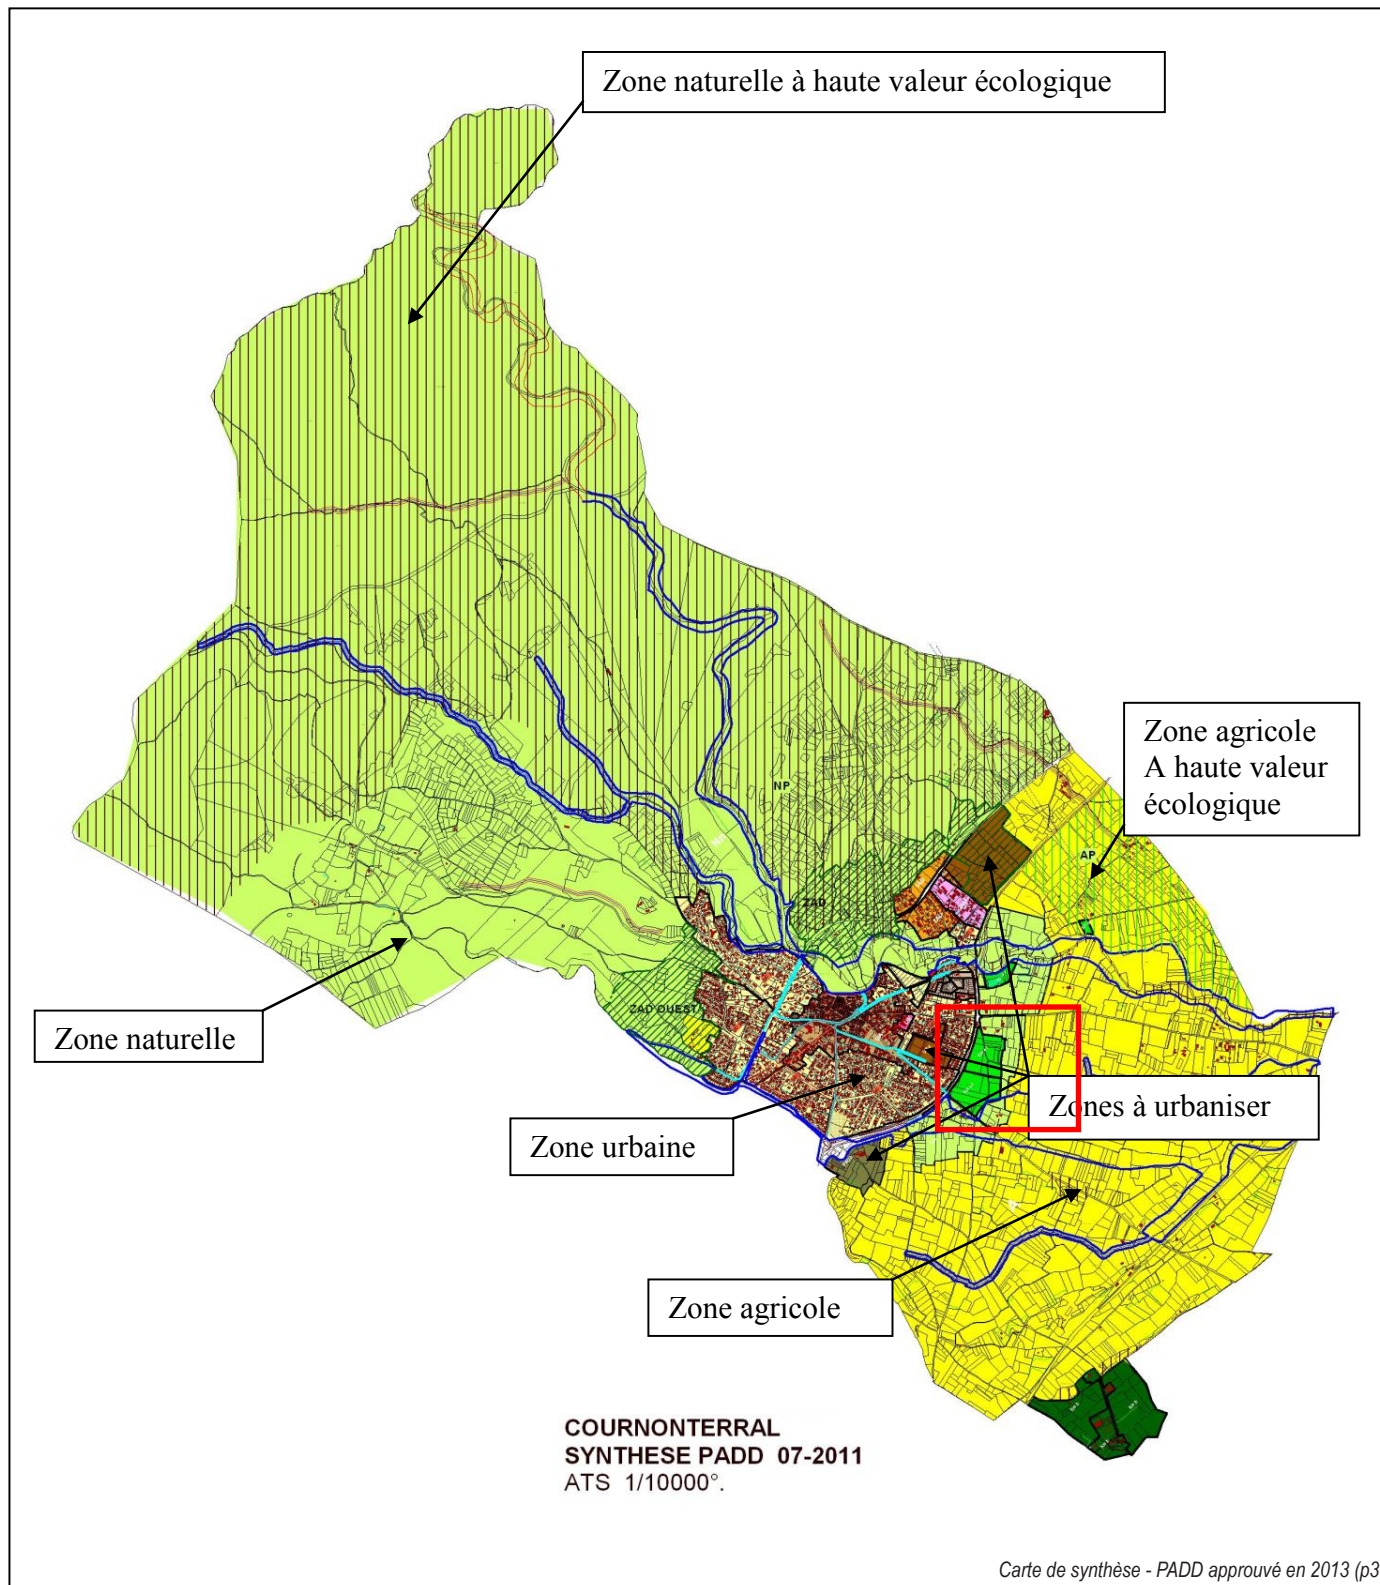 Zone naturelle à haute valeur écologique
Zone agricole
A haute valeur
écologique
NP
AP
ZAD
ZAD OUEST
Zone naturelle
Zones à urbaniser
Zone urbaine
A
Zone agricole
COURNONTERRAL
SYNTHESE PADD 07-2011
ATS 1/10000°.
Carte de synthèse - PADD approuvé en 2013 (p3